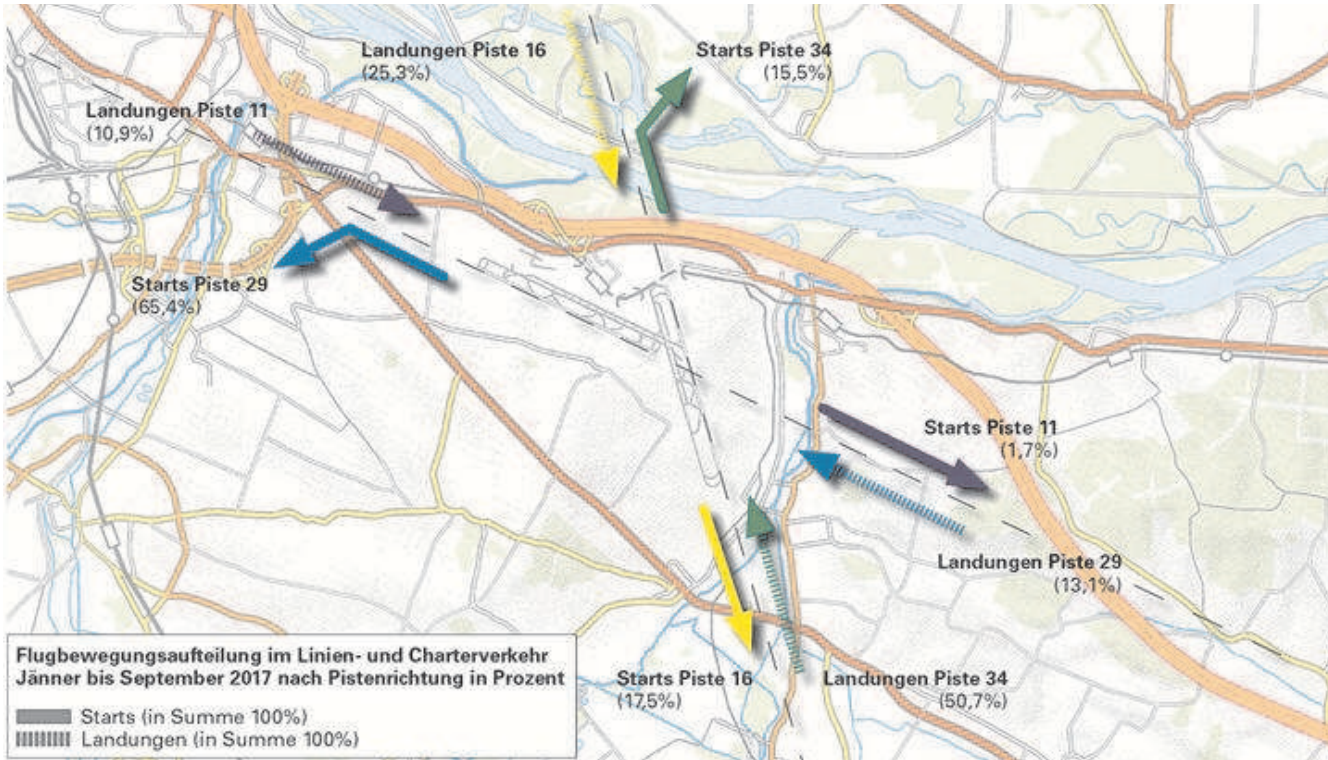 Landungen Piste 16
(25,3%)
Starts Piste 34
(15,5%)
Landungen Piste 11
(10,9%)
Starts Piste 29
(65,4%)
Starts Piste 11
(1,7%)
Landungen Piste 29
(13,1%)
Starts Piste 16
(17,5%)
Landungen Piste 34
(50,7%)
Flugbewegungsaufteilung im Linien- und Charterverkehr
Jänner bis September 2017 nach Pistenrichtung in Prozent
Starts (in Summe 100%)
Landungen (in Summe 100%)